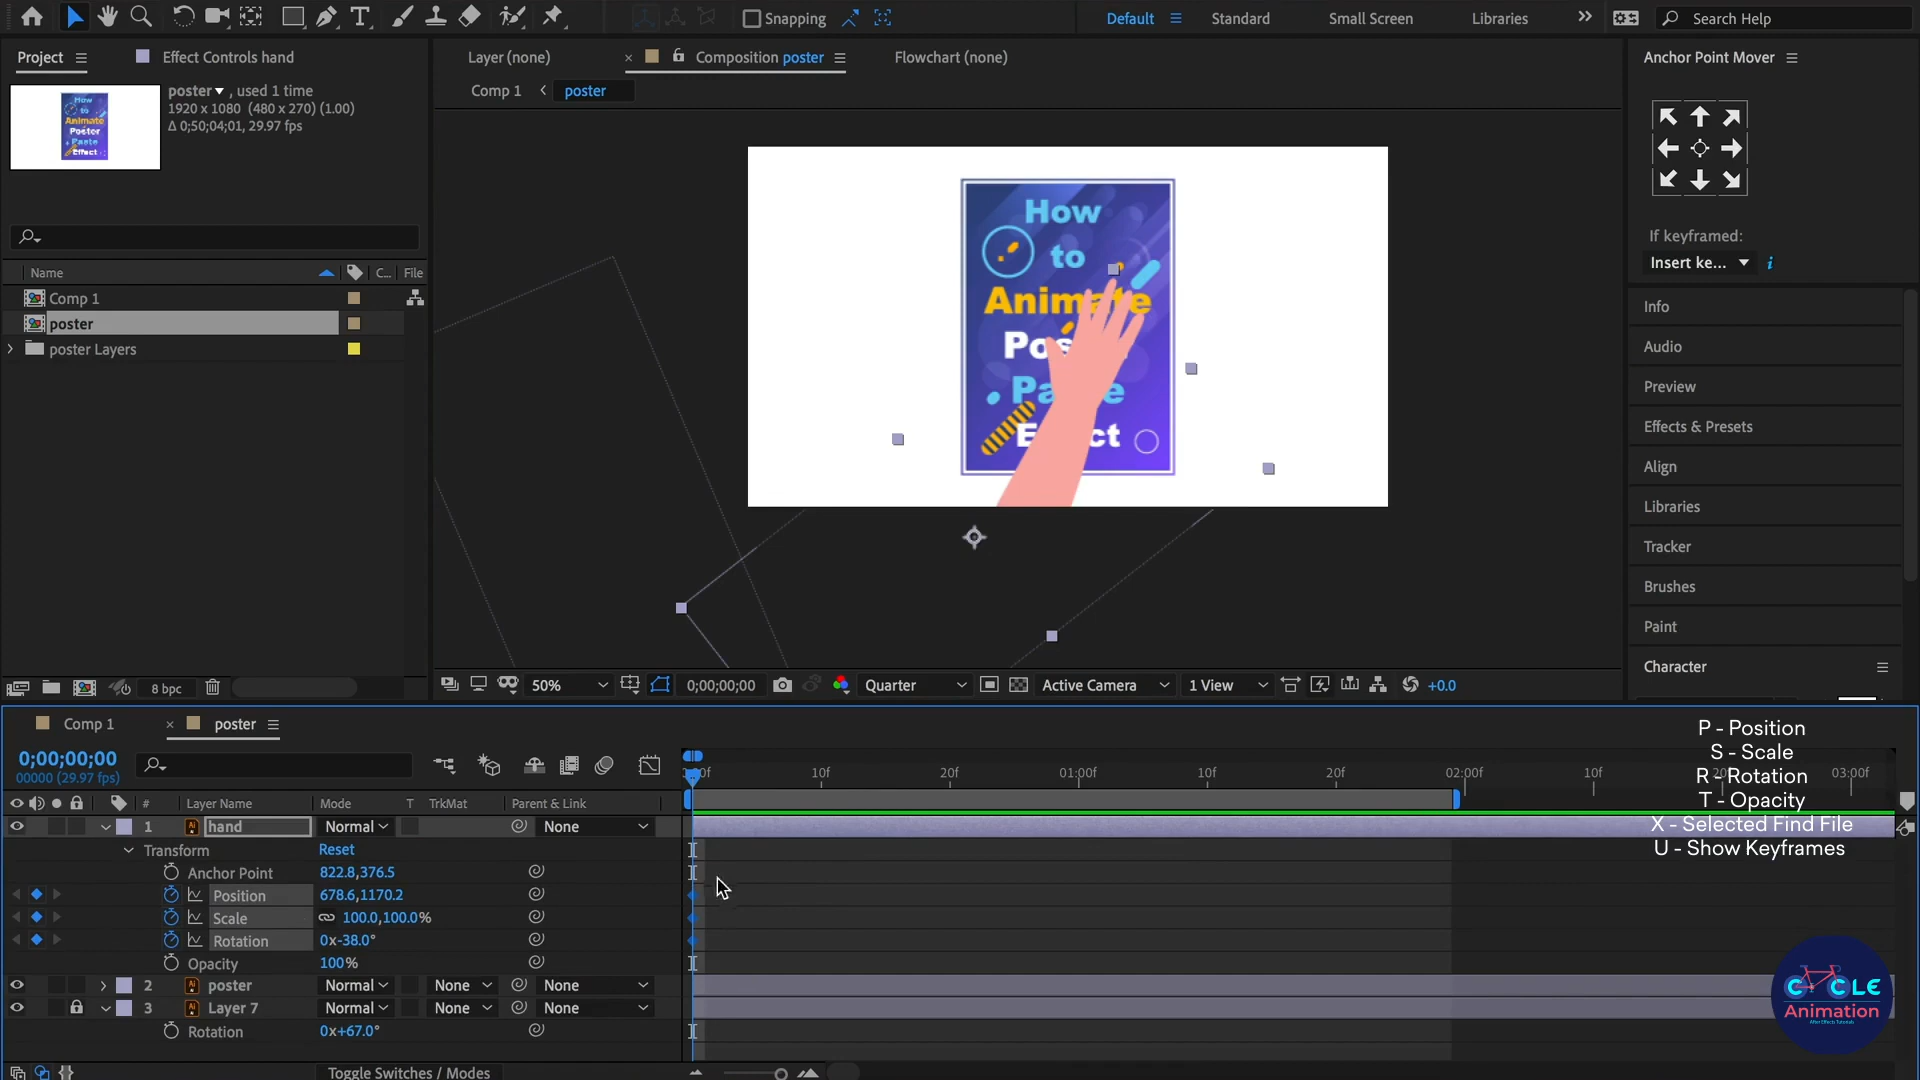 Snapping
Default
Standard
Small Screen
Libraries
Search Help
Project
Effect Controls hand
Layer (none)
Composition poster
Flowchart (none)
Anchor Point Mover
poster , used 1 time
1920 x 1080 (480 x 270) (1.00)
Δ 0;50;04;01, 29.97 fps
Comp 1
poster
How
to
Animate
Poster
Paste
Effect
How
to
Animate
Effect
If keyframed:
Insert ke...
Name
C...
File
Comp 1
poster
poster Layers
Info
Audio
Preview
Effects & Presets
Align
Libraries
Tracker
Brushes
Paint
Character
8 bpc
50%
0;00;00;00
Quarter
Active Camera
1 View
+0.0
Comp 1
poster
0;00;00;00
00000 (29.97 fps)
10f
20f
01:00f
10f
20f
02:00f
10f
03:00f
P - Position
S - Scale
R - Rotation
T - Opacity
X - Selected Find File
U - Show Keyframes
#
Layer Name
Mode
T
TrkMat
Parent & Link
1
hand
Normal
None
Transform
Reset
Anchor Point
822.8,376.5
Position
678.6,1170.2
Scale
100.0,100.0%
Rotation
0x-38.0°
Opacity
100%
2
poster
Normal
None
None
3
Layer 7
Normal
None
None
Rotation
0x+67.0°
Toggle Switches / Modes
CYCLE
Animation
After Effects Tutorials